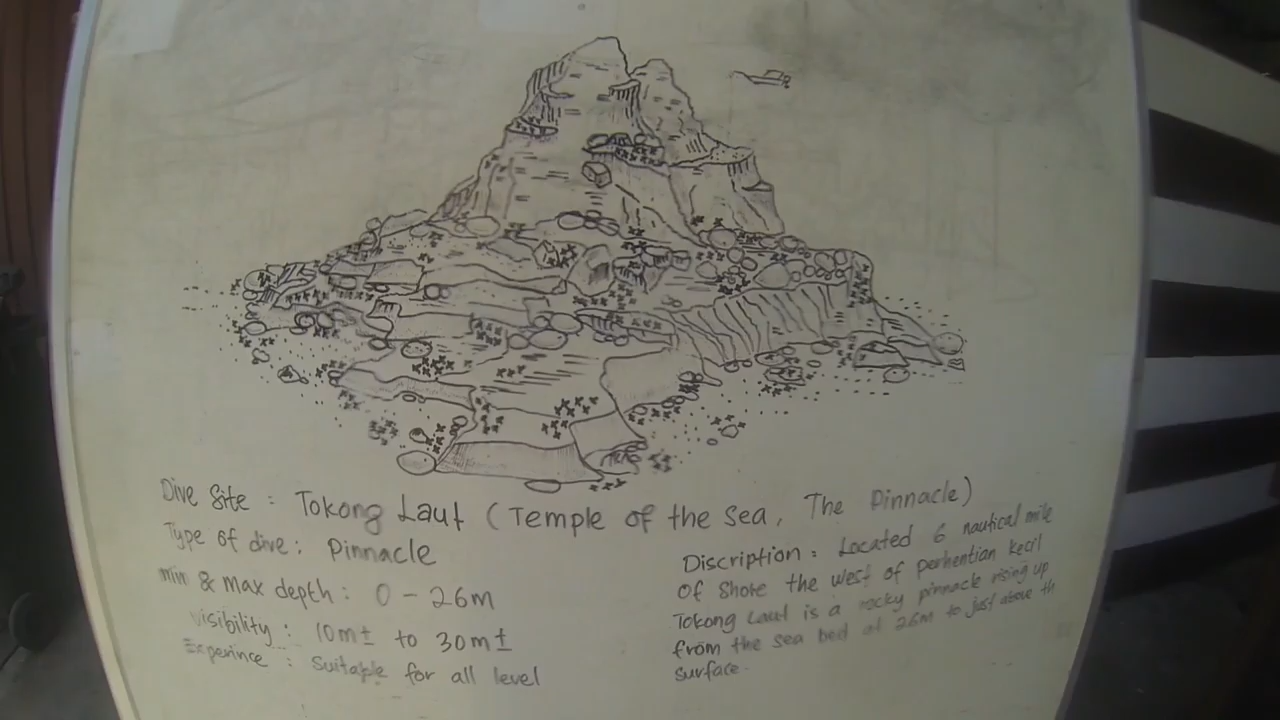 Dive Site : Tokong Laut (Temple of the Sea, The Pinnacle)
Type of dive: Pinnacle
min & max depth: 0 - 26m
visibility : 10m± to 30m±
Experince : Suitable for all level
Discription : Located 6 nautical mile
of shore the west of perhentian kecil
Tokong Laut is a rocky pinnacle rising up
from the sea bed at 26m to just above th
surface.